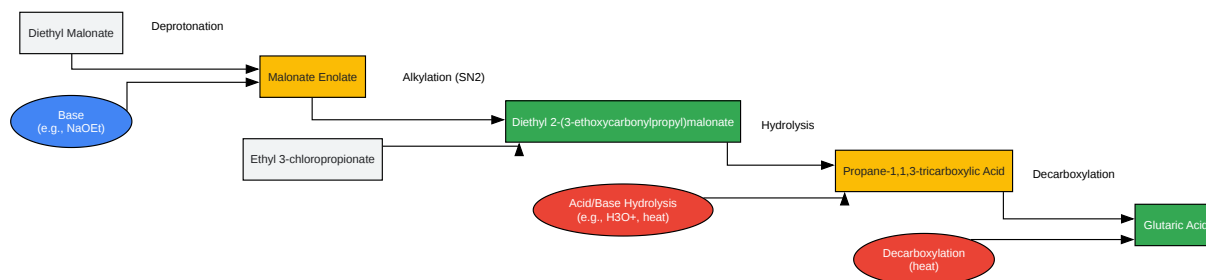 Diethyl Malonate
Deprotonation
Base
(e.g., NaOEt)
Malonate Enolate
Alkylation (SN2)
Ethyl 3-chloropropionate
Diethyl 2-(3-ethoxycarbonylpropyl)malonate
Hydrolysis
Acid/Base Hydrolysis
(e.g., H3O+, heat)
Propane-1,1,3-tricarboxylic Acid
Decarboxylation
Decarboxylation
(heat)
Glutaric Acid